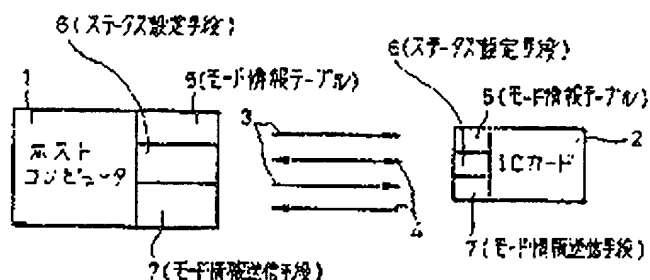 6(ステータス設定手段)
1
5(モード情報テーブル)
ホスト
コンピュータ
3
4
7(モード情報送信手段)
6(ステータス設定手段)
5(モード情報テーブル)
2
ICカード
7(モード情報送信手段)